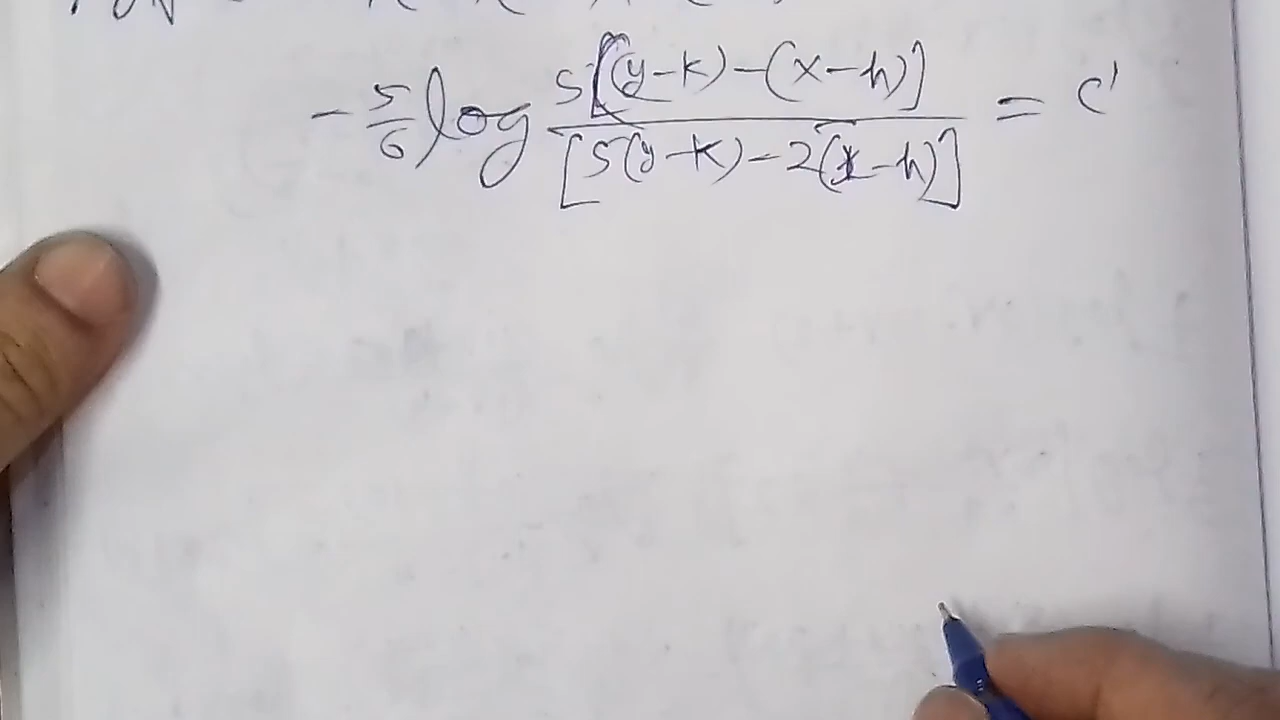 - 5/6 log 5[(y-k)-(x-h)] / [5(y-k)-2(x-h)] = c'